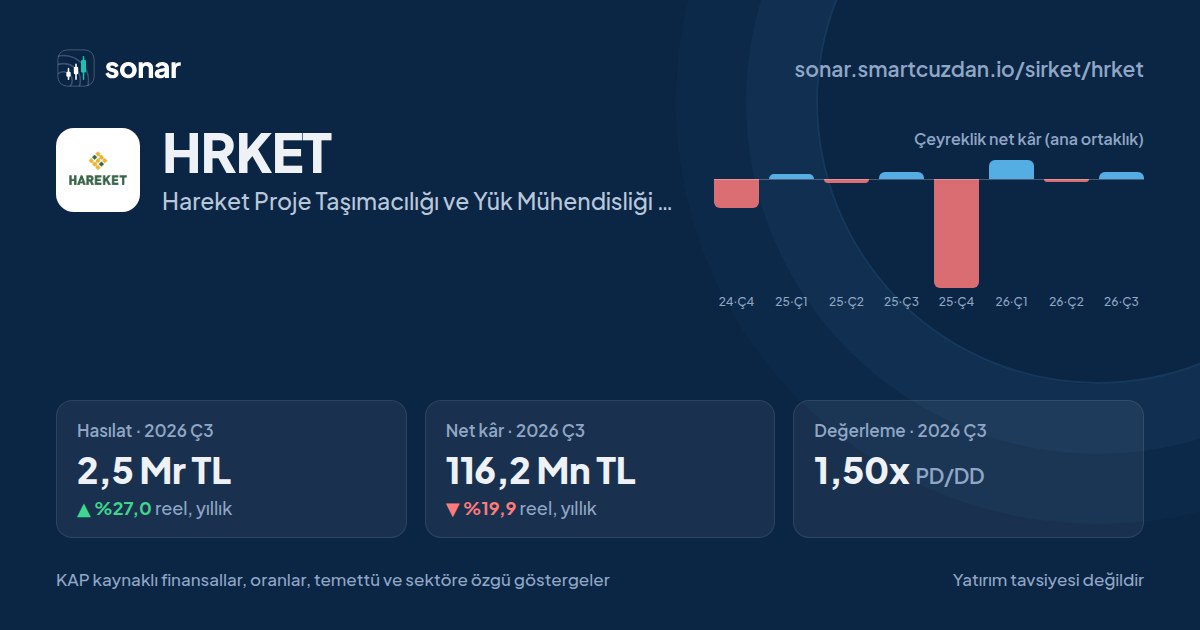 sonar
sonar.smartcuzdan.io/sirket/hrket
HAREKET
HRKET
Hareket Proje Taşımacılığı ve Yük Mühendisliği ...
Çeyreklik net kâr (ana ortaklık)
24·Ç4 25·Ç1 25·Ç2 25·Ç3 25·Ç4 26·Ç1 26·Ç2 26·Ç3
Hasılat · 2026 Ç3
2,5 Mr TL
▲ %27,0 reel, yıllık
Net kâr · 2026 Ç3
116,2 Mn TL
▼ %19,9 reel, yıllık
Değerleme · 2026 Ç3
1,50x PD/DD
KAP kaynaklı finansallar, oranlar, temettü ve sektöre özgü göstergeler
Yatırım tavsiyesi değildir